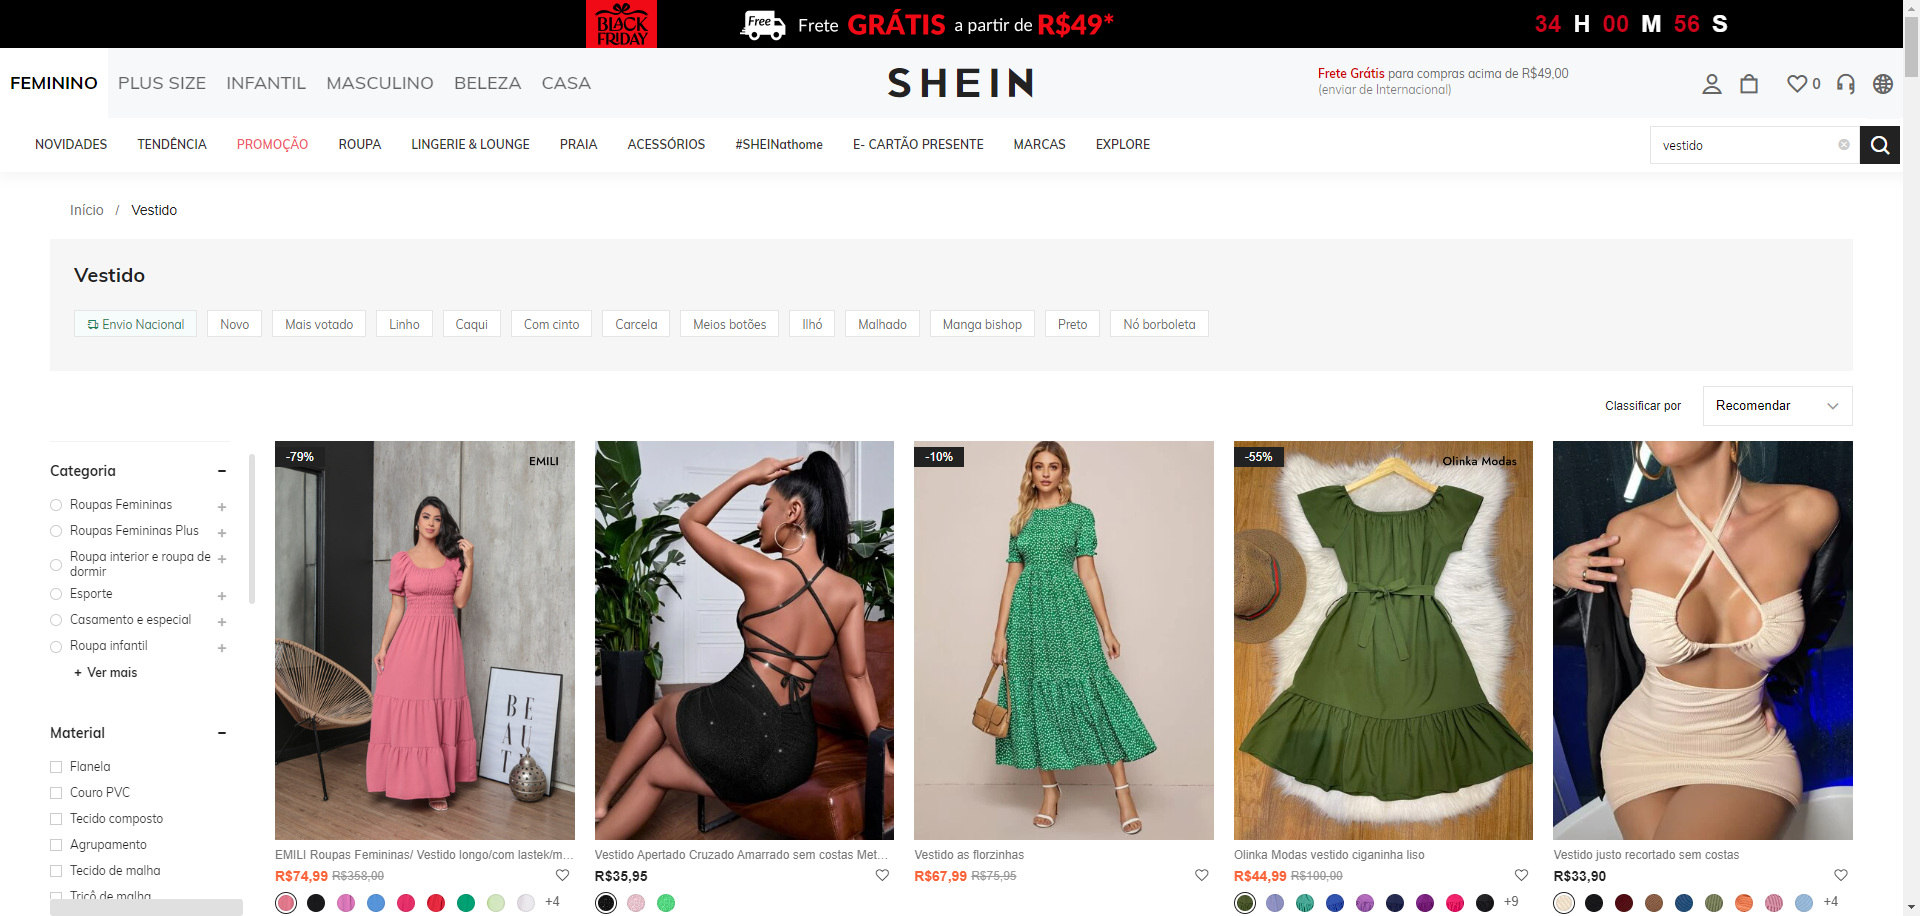 BLACK
FRIDAY
Free Frete GRÁTIS a partir de R$49*
34 H 00 M 56 S
FEMININO PLUS SIZE INFANTIL MASCULINO BELEZA CASA
SHEIN
Frete Grátis para compras acima de R$49,00
(enviar de Internacional)
0
NOVIDADES TENDÊNCIA PROMOÇÃO ROUPA LINGERIE & LOUNGE PRAIA ACESSÓRIOS #SHEINathome E- CARTÃO PRESENTE MARCAS EXPLORE
vestido
Início / Vestido
Vestido
Envio Nacional Novo Mais votado Linho Caqui Com cinto Carcela Meios botões Ilhó Malhado Manga bishop Preto Nó borboleta
Classificar por Recomendar
Categoria
Roupas Femininas
Roupas Femininas Plus
Roupa interior e roupa de
dormir
Esporte
Casamento e especial
Roupa infantil
+ Ver mais
Material
Flanela
Couro PVC
Tecido composto
Agrupamento
Tecido de malha
Tricô de malha
-79%
EMILI
BE
AU
TY
EMILI Roupas Femininas/ Vestido longo/com lastek/m...
R$74,99 R$358,00
+4
Vestido Apertado Cruzado Amarrado sem costas Met...
R$35,95
-10%
Vestido as florzinhas
R$67,99 R$75,95
-55%
Olinka Modas
Olinka Modas vestido ciganinha liso
R$44,99 R$100,00
+9
Vestido justo recortado sem costas
R$33,90
+4